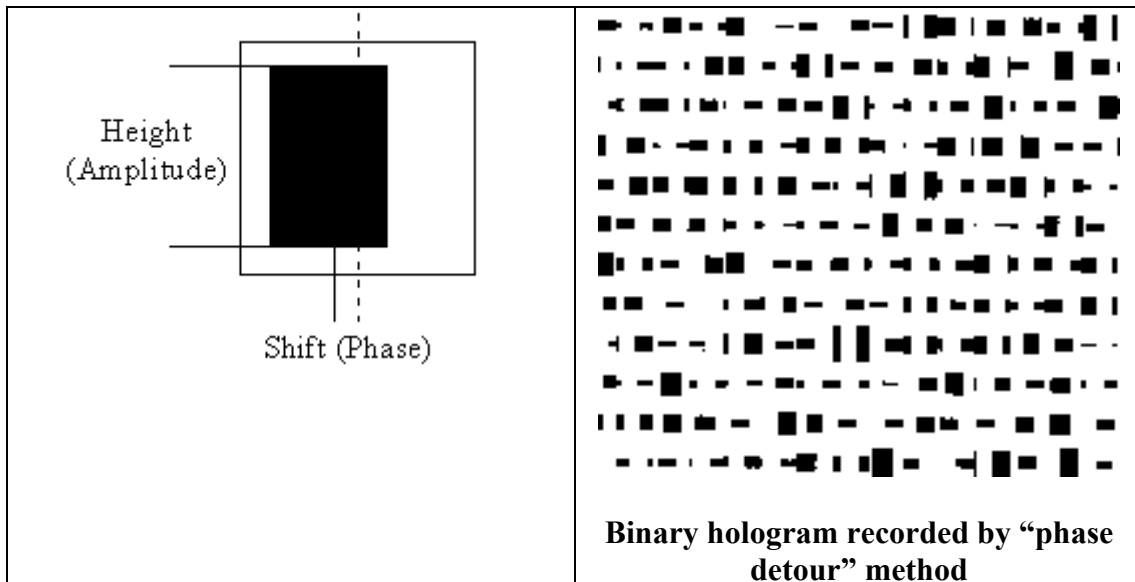 Height
(Amplitude)
Shift (Phase)
Binary hologram recorded by “phase
detour” method